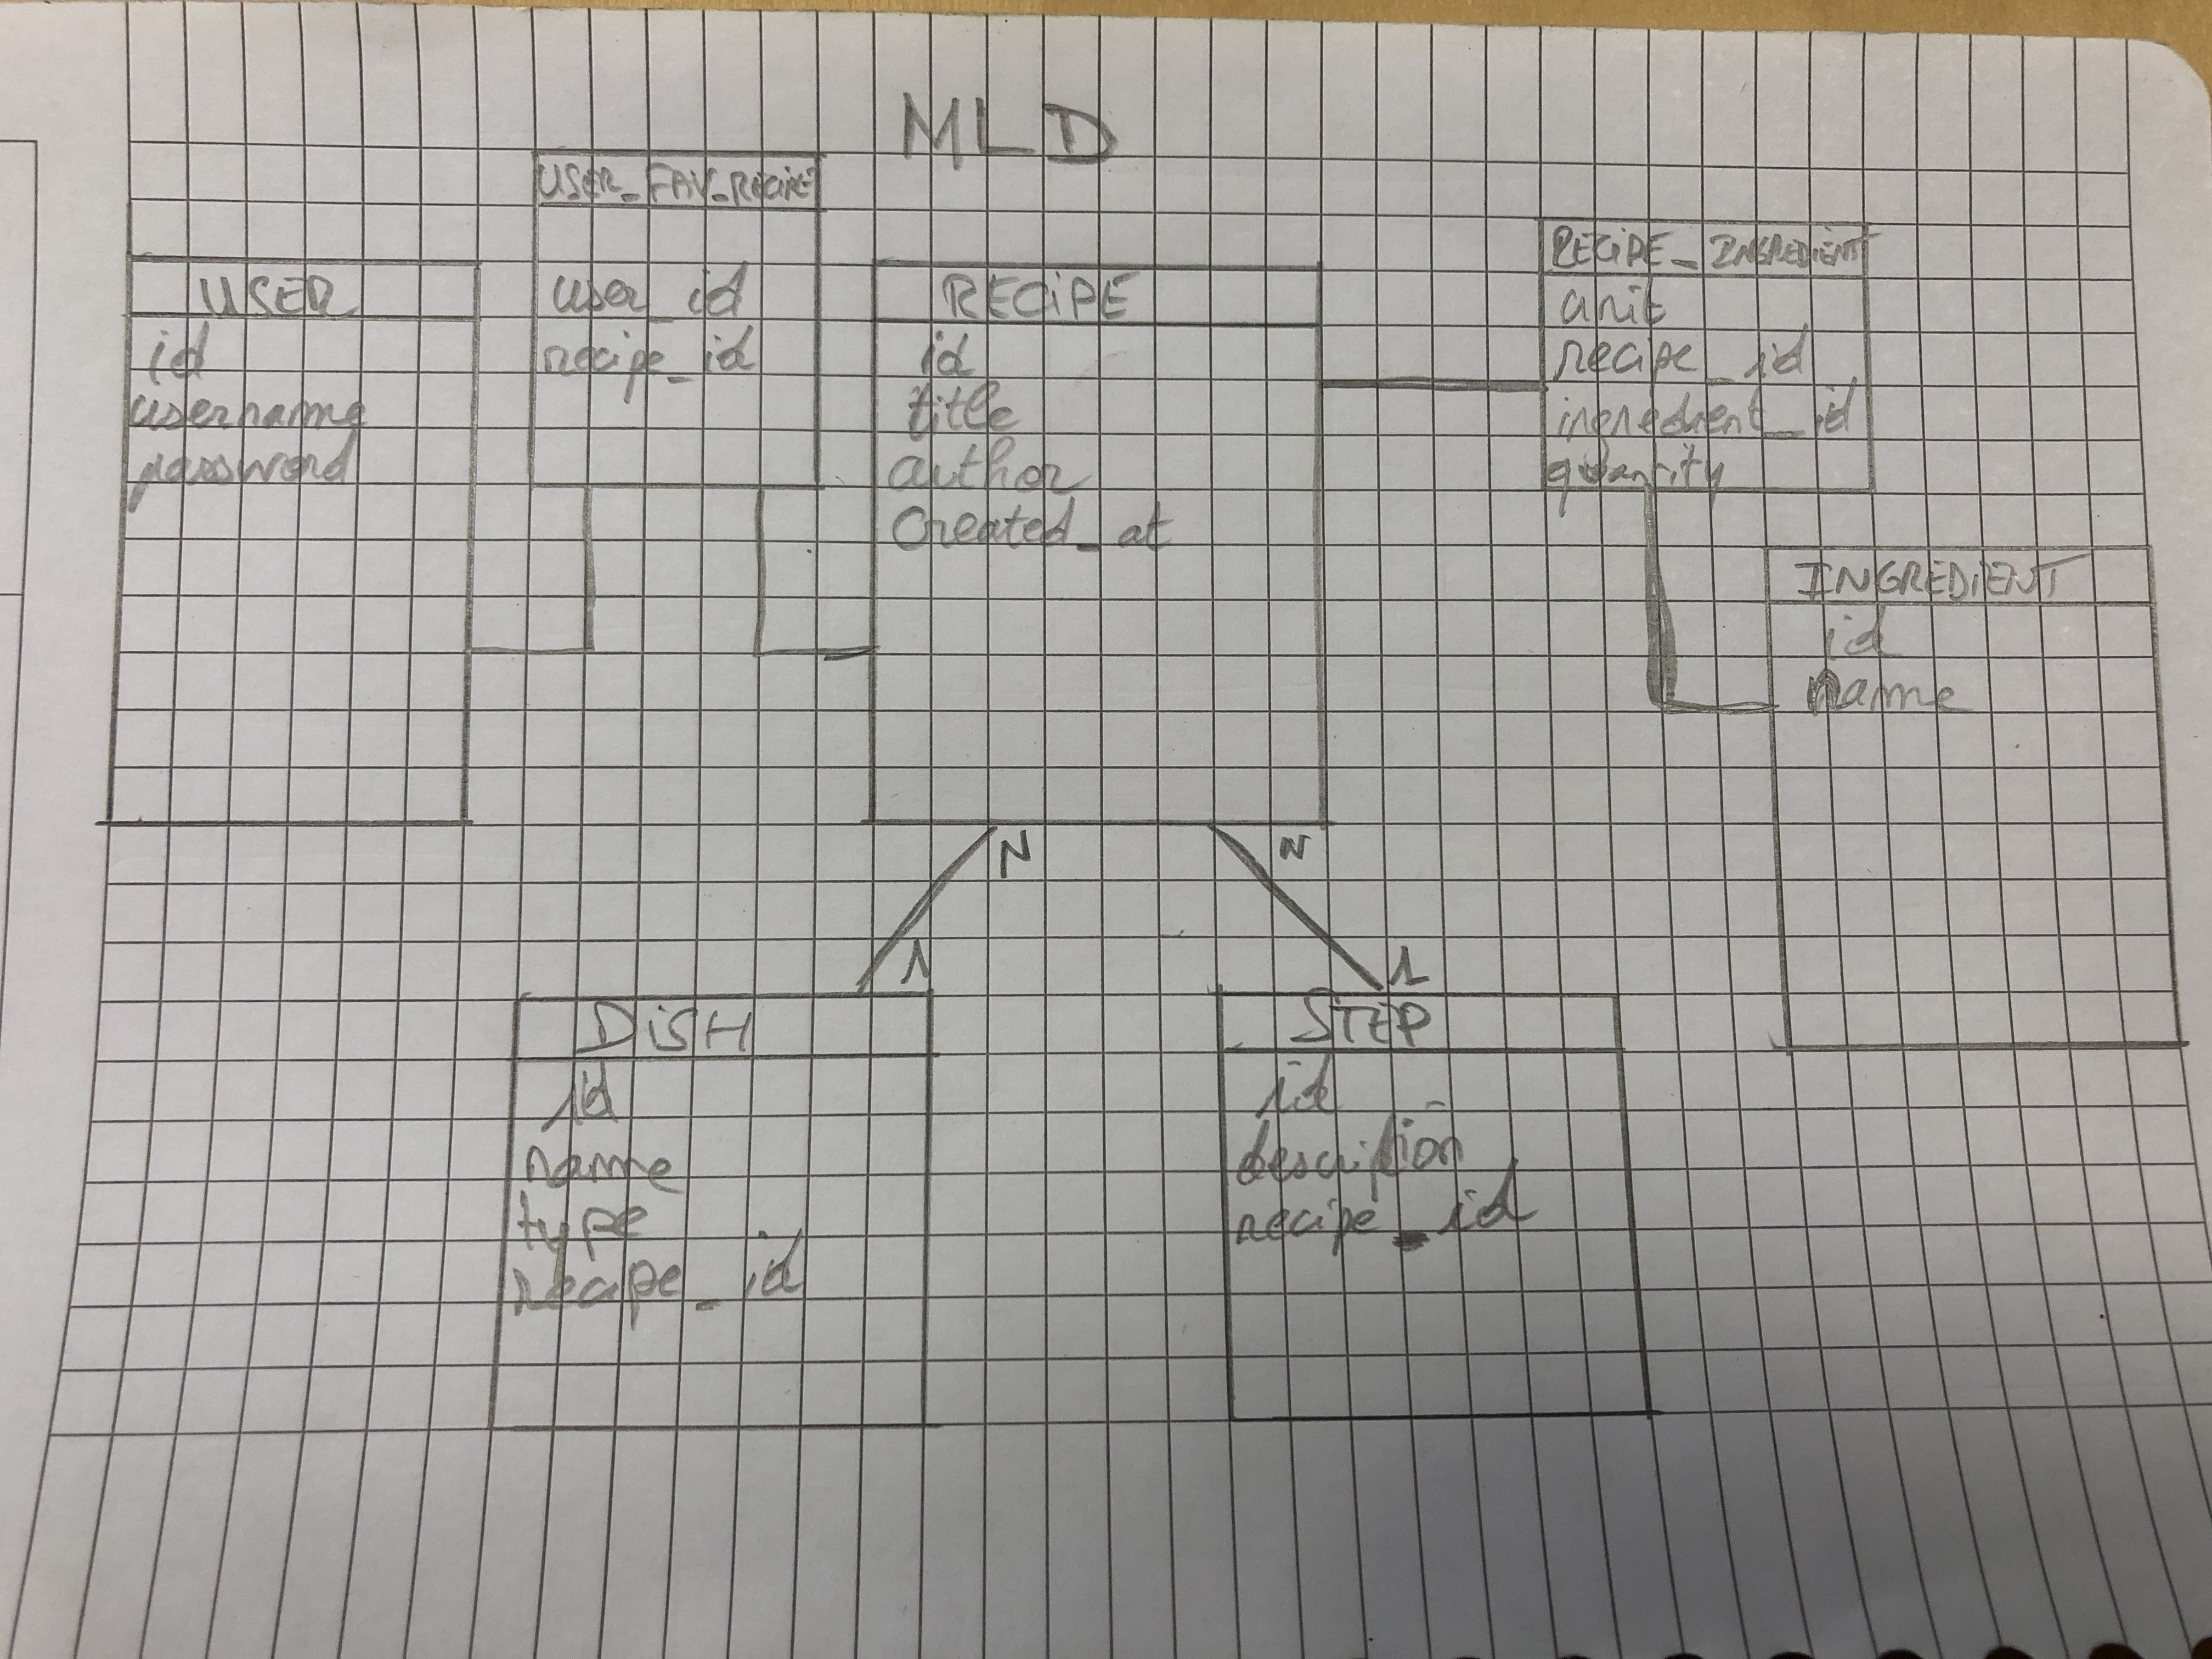 MLD
USER
id
username
password
USER_FAV_RECIPE
user_id
recipe_id
RECIPE
id
title
author
created_at
RECIPE_INGREDIENT
unit
recipe_id
ingredient_id
quantity
INGREDIENT
id
name
1
N
N
1
DISH
id
name
type
recipe_id
STEP
id
description
recipe_id